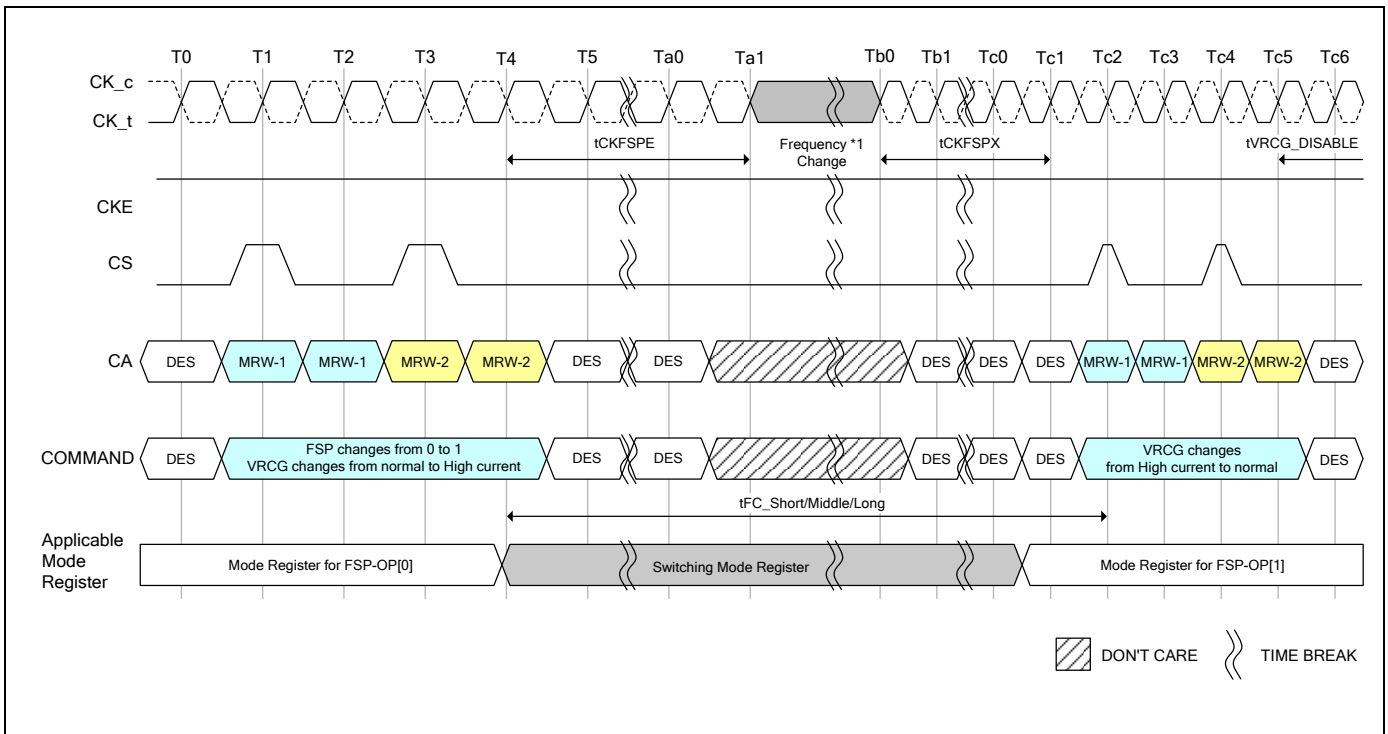 T0 T1 T2 T3 T4 T5 Ta0 Ta1 Tb0 Tb1 Tc0 Tc1 Tc2 Tc3 Tc4 Tc5 Tc6
CK_c
CK_t
tCKFSPE Frequency *1 tCKFSPX tVRCG_DISABLE
Change
CKE
CS
CA DES MRW-1 MRW-1 MRW-2 MRW-2 DES DES DES DES DES MRW-1 MRW-1 MRW-2 MRW-2 DES
FSP changes from 0 to 1 VRCG changes
COMMAND DES DES DES DES DES DES DES
VRCG changes from normal to High current from High current to normal
tFC_Short/Middle/Long
Applicable
Mode
Register
Mode Register for FSP-OP[0] Switching Mode Register Mode Register for FSP-OP[1]
DON'T CARE TIME BREAK